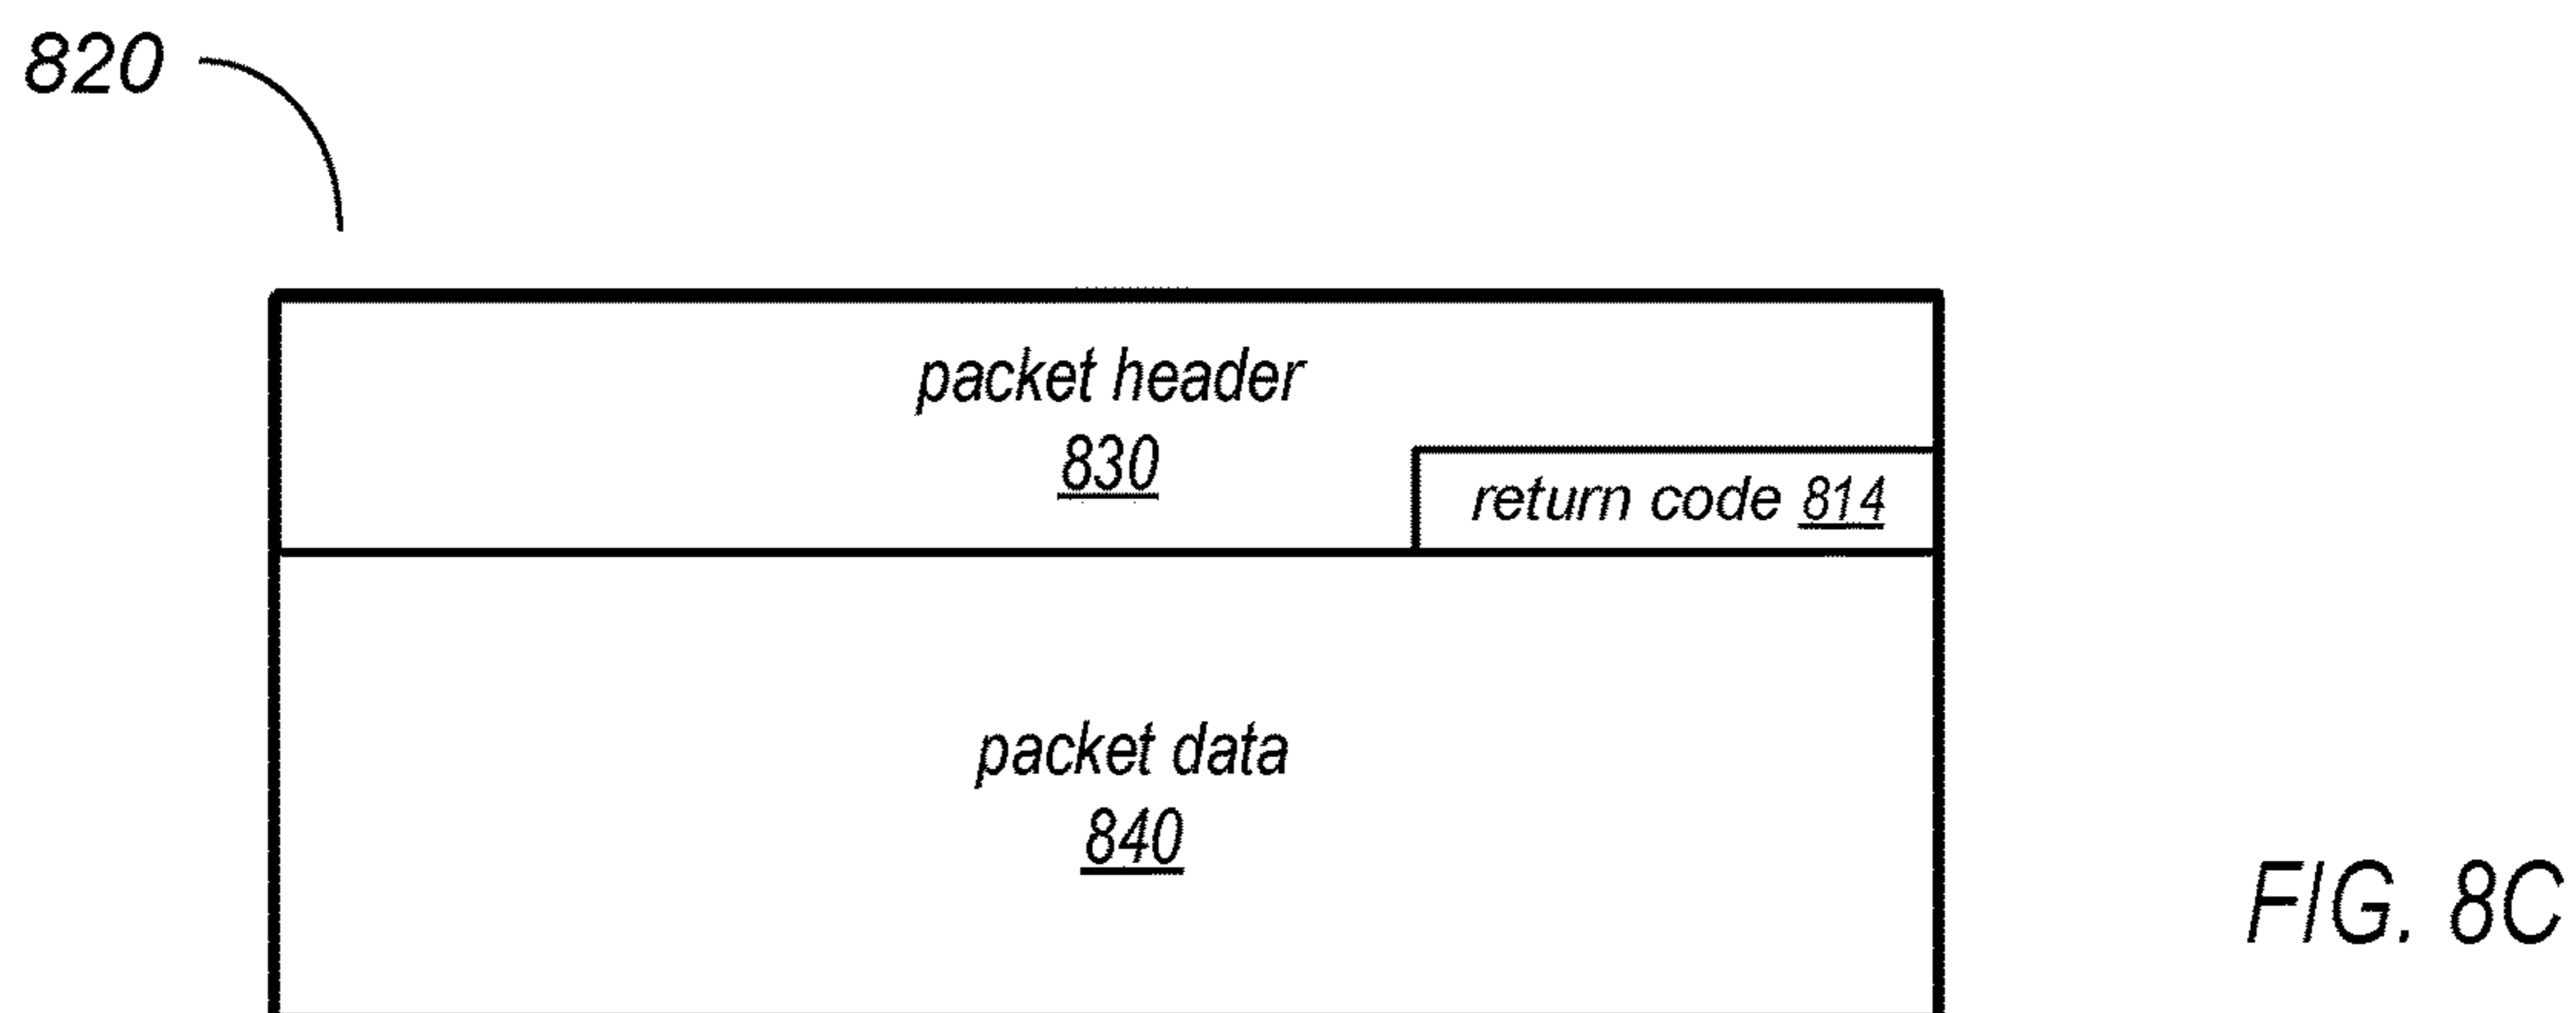 820
packet header
830
return code 814
packet data
840
FIG. 8C